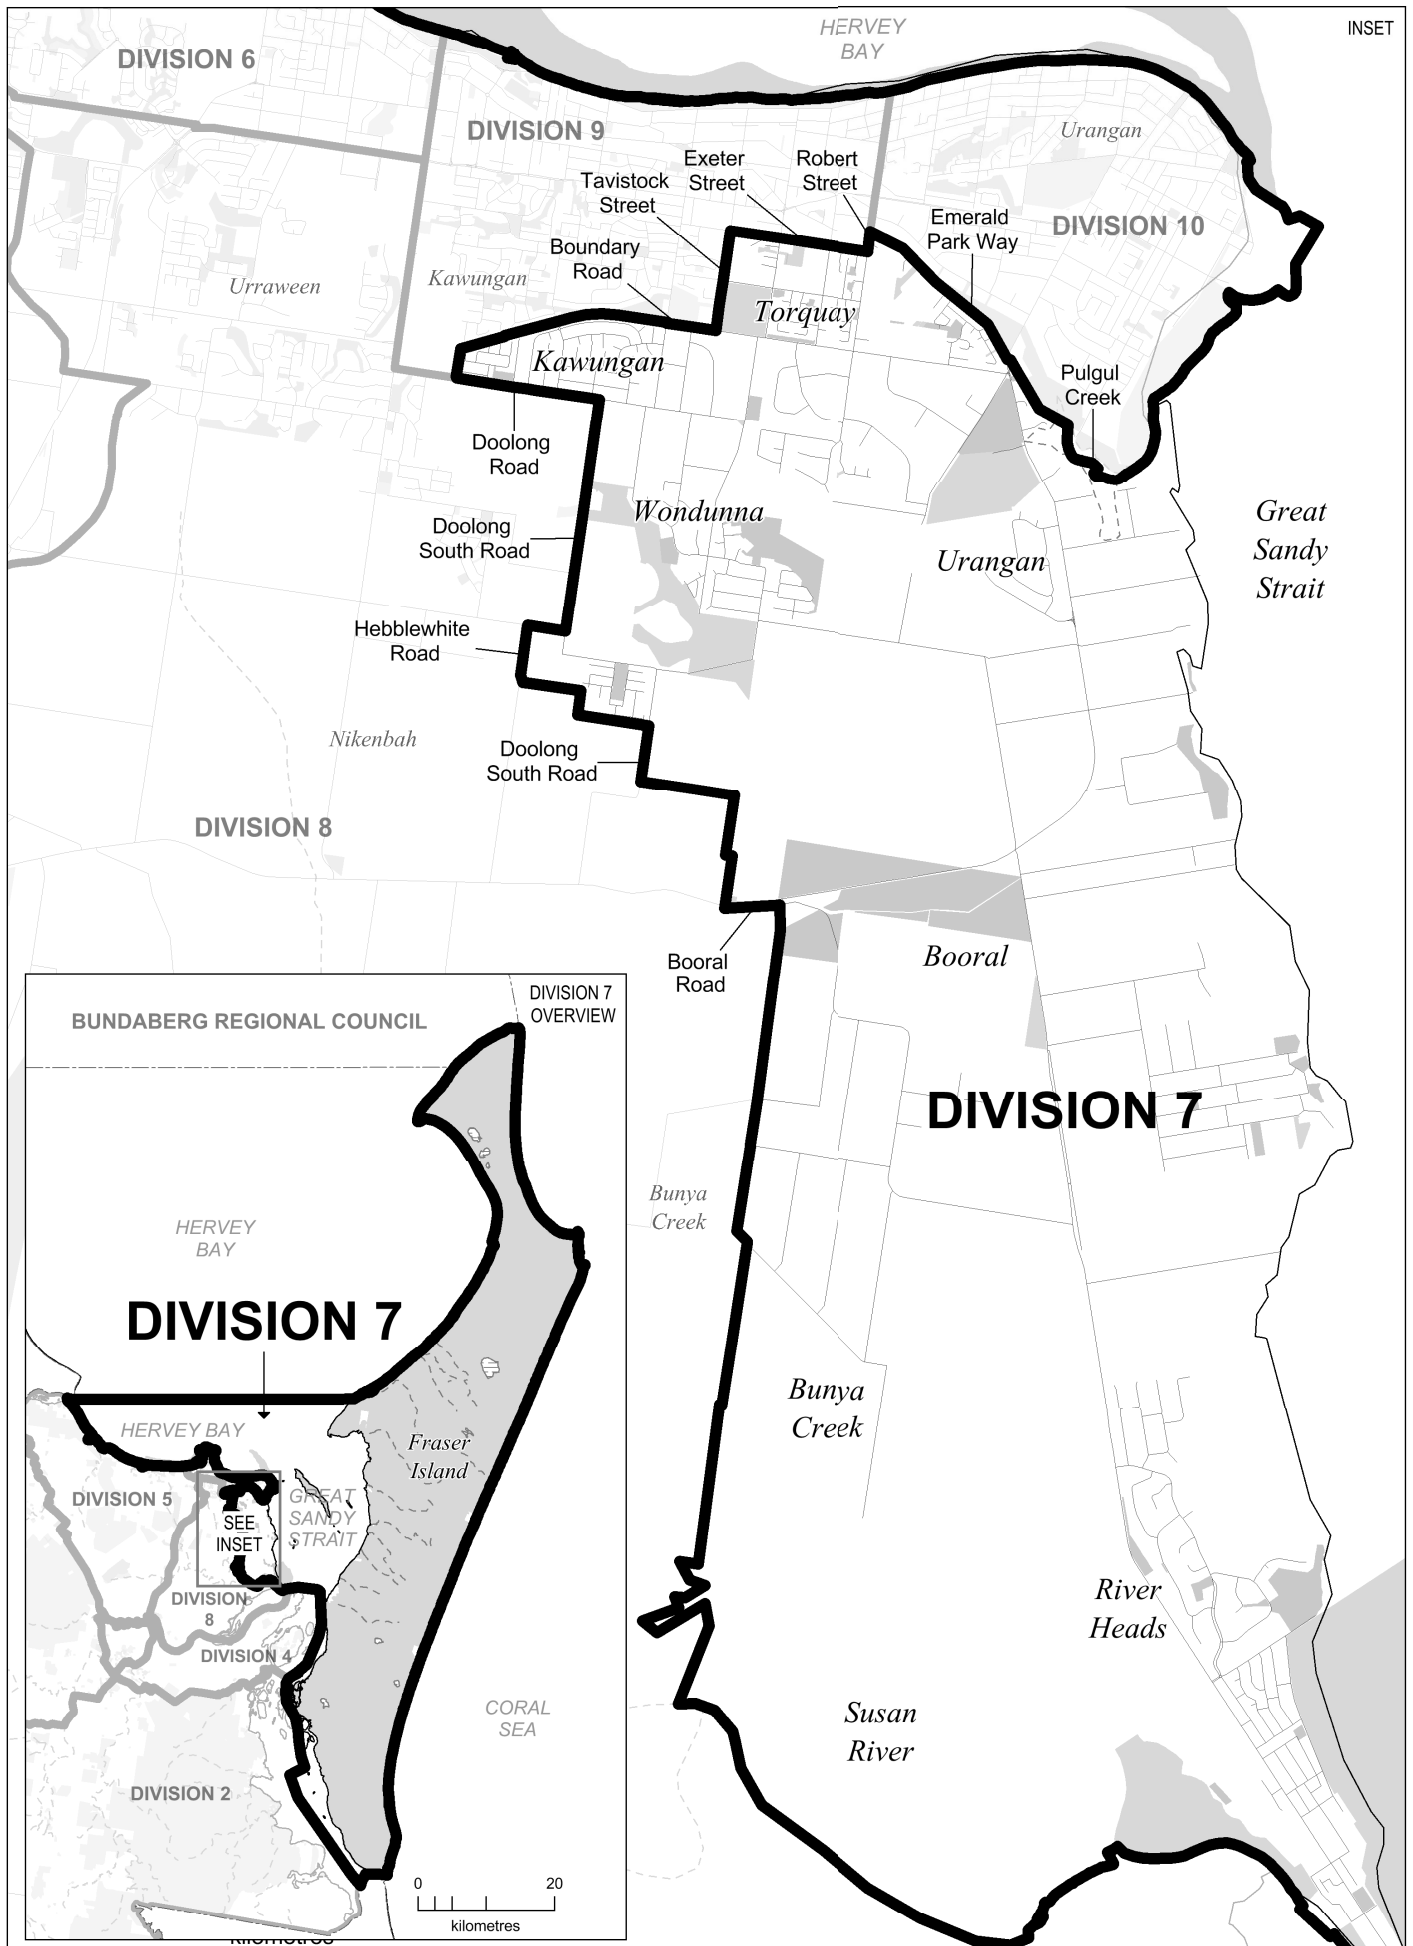 INSET
HERVEY
BAY
DIVISION 6
DIVISION 9
Urangan
Exeter
Street
Robert
Street
Tavistock
Street
Emerald
Park Way
DIVISION 10
Boundary
Road
Urraween
Kawungan
Torquay
Kawungan
Pulgul
Creek
Doolong
Road
Wondunna
Great
Sandy
Strait
Doolong
South Road
Urangan
Hebblewhite
Road
Nikenbah
Doolong
South Road
DIVISION 8
Booral
Road
Booral
DIVISION 7
Bunya
Creek
Bunya
Creek
River
Heads
Susan
River
DIVISION 7
OVERVIEW
BUNDABERG REGIONAL COUNCIL
HERVEY
BAY
DIVISION 7
HERVEY BAY
Fraser
Island
DIVISION 5
GREAT
SANDY
STRAIT
SEE
INSET
DIVISION
8
DIVISION 4
CORAL
SEA
DIVISION 2
0 20
kilometres
kilometres